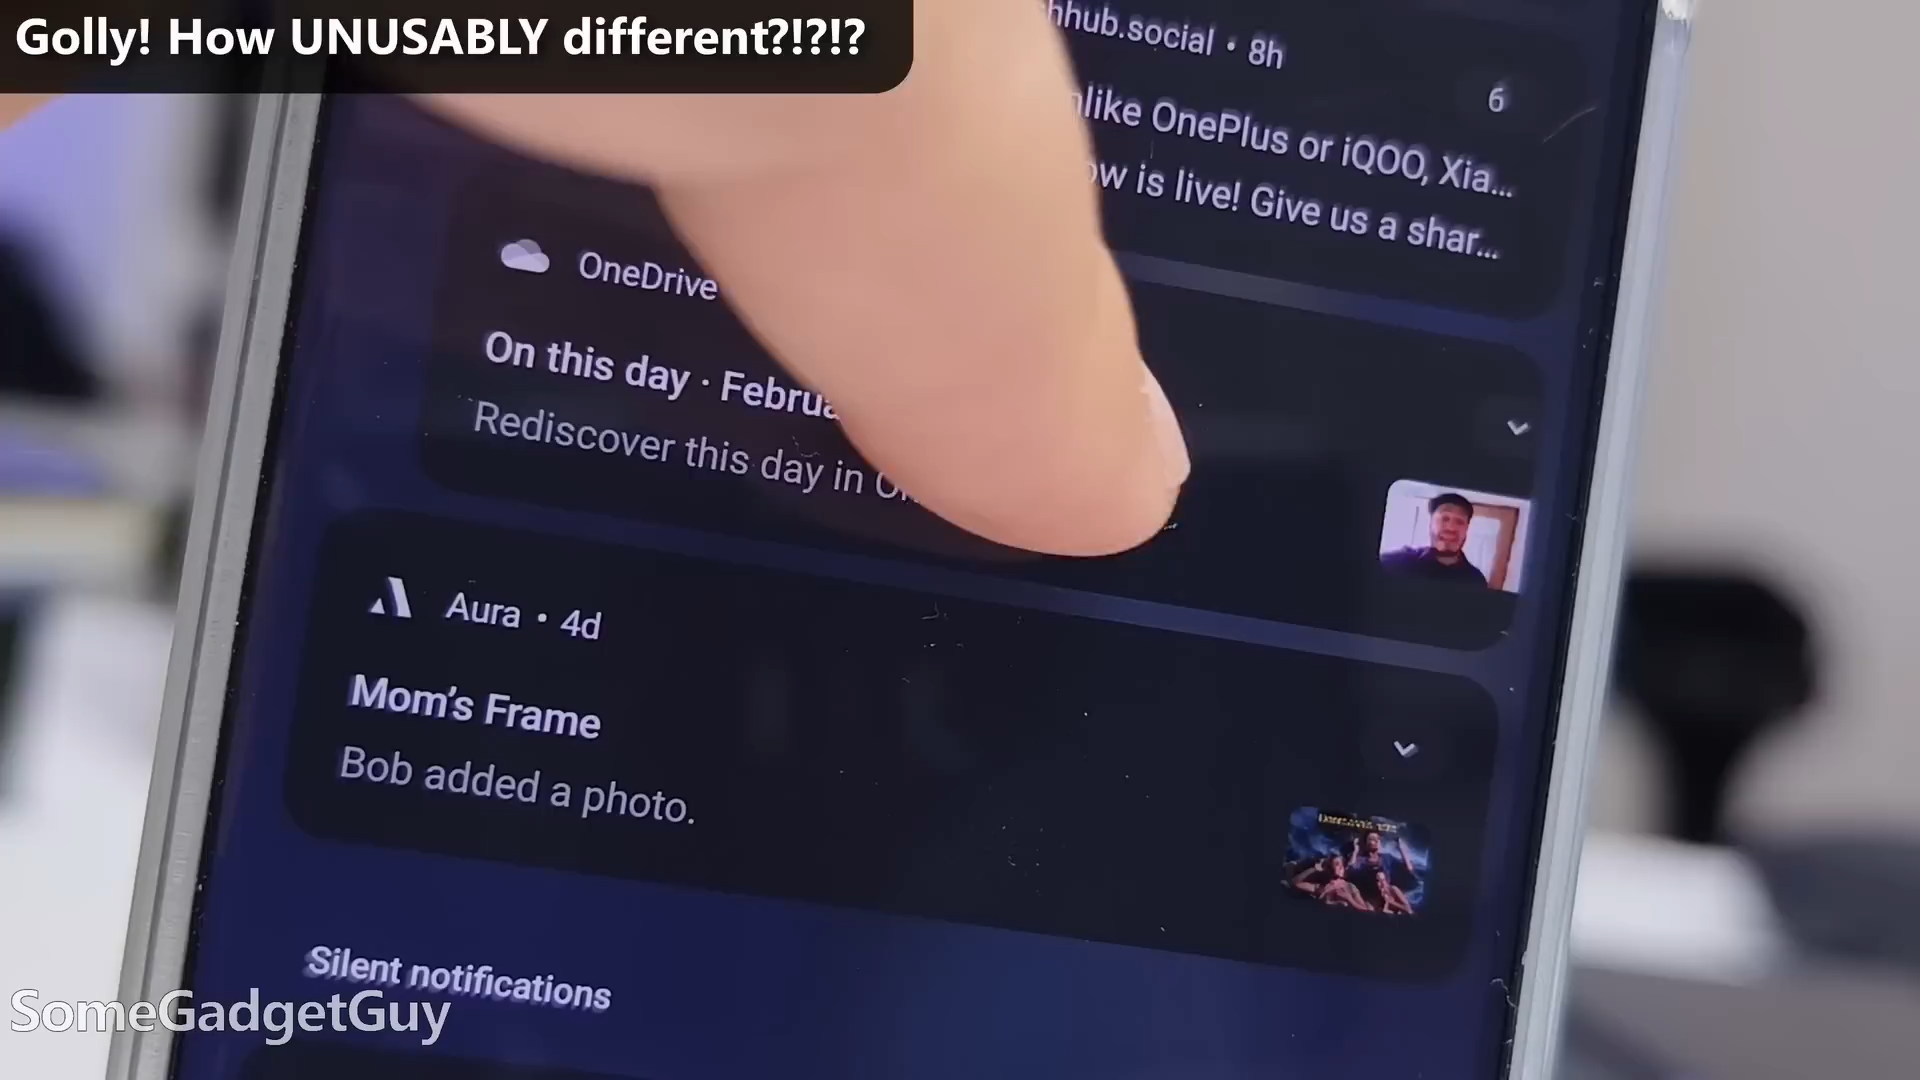 Golly! How UNUSABLY different?!?!?
hhub.social • 8h
6
like OnePlus or iQOO, Xia...
ow is live! Give us a shar...
OneDrive
On this day · Februa
Rediscover this day in
Aura • 4d
Mom's Frame
Bob added a photo.
Silent notifications
SomeGadgetGuy